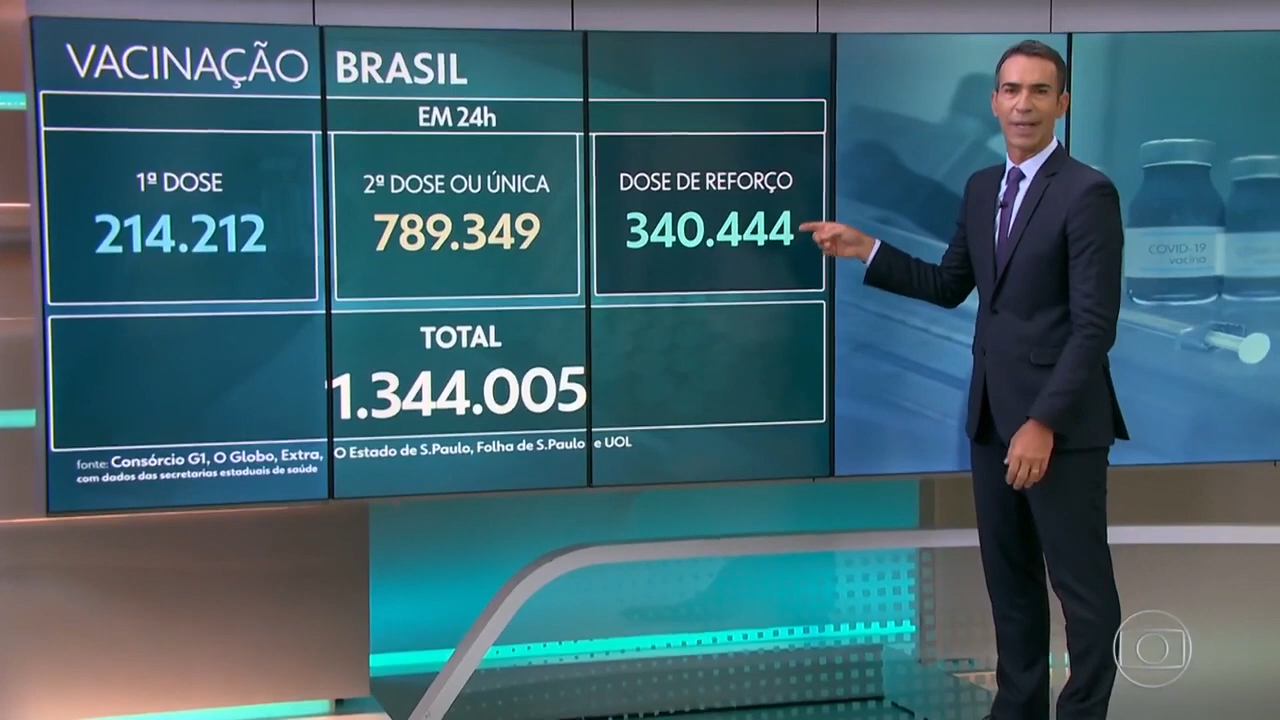 VACINAÇÃO BRASIL
EM 24h
1ª DOSE
214.212
2ª DOSE OU ÚNICA
789.349
DOSE DE REFORÇO
340.444
TOTAL
1.344.005
fonte: Consórcio G1, O Globo, Extra, O Estado de S.Paulo, Folha de S.Paulo e UOL
com dados das secretarias estaduais de saúde
COVID-19
vacina